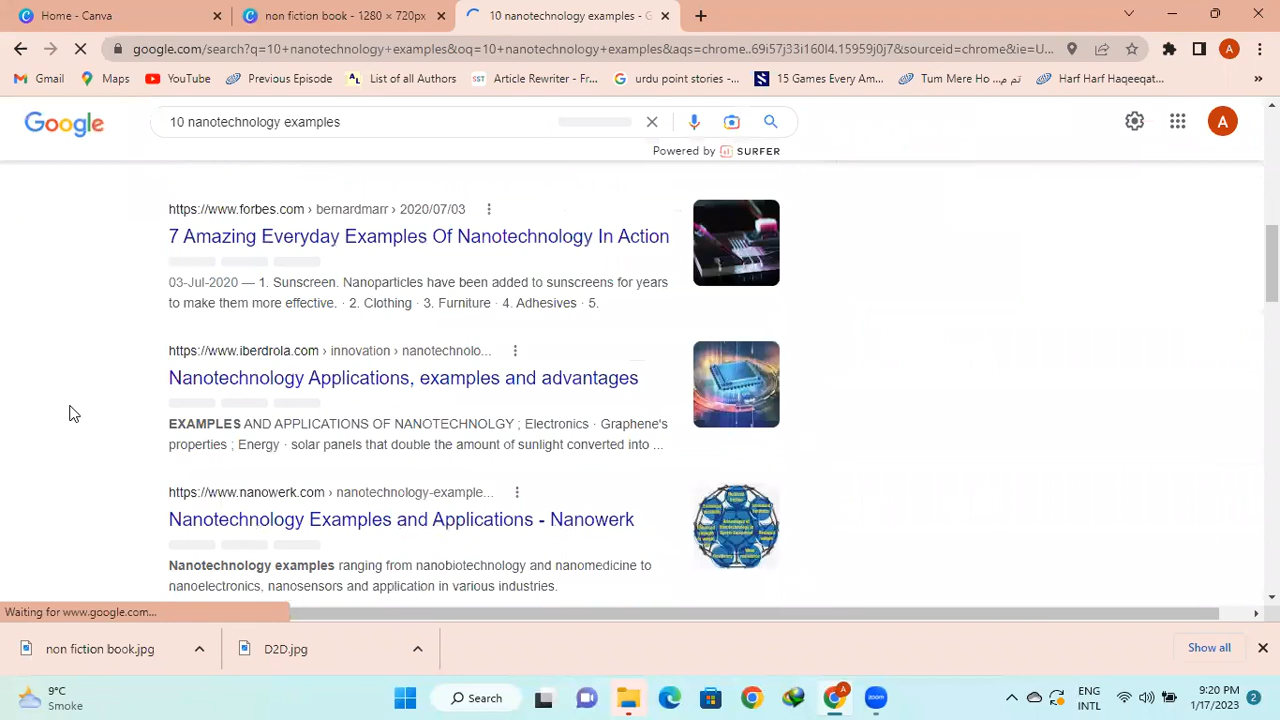 Home - Canva
non fiction book - 1280 × 720px
10 nanotechnology examples - G
google.com/search?q=10+nanotechnology+examples&oq=10+nanotechnology+examples&aqs=chrome..69i57j33i160l4.15959j0j7&sourceid=chrome&ie=U...
A
Gmail
Maps
YouTube
Previous Episode
List of all Authors
Article Rewriter - Fr...
urdu point stories -...
15 Games Every Am...
Tum Mere Ho ... تم م
Harf Harf Haqeeqat...
Google
10 nanotechnology examples
A
Powered by SURFER
https://www.forbes.com › bernardmarr › 2020/07/03
7 Amazing Everyday Examples Of Nanotechnology In Action
03-Jul-2020 — 1. Sunscreen. Nanoparticles have been added to sunscreens for years
to make them more effective. · 2. Clothing · 3. Furniture · 4. Adhesives · 5.
https://www.iberdrola.com › innovation › nanotechnolo...
Nanotechnology Applications, examples and advantages
EXAMPLES AND APPLICATIONS OF NANOTECHNOLGY ; Electronics · Graphene's
properties ; Energy · solar panels that double the amount of sunlight converted into ...
https://www.nanowerk.com › nanotechnology-example...
Nanotechnology Examples and Applications - Nanowerk
Nanotechnology examples ranging from nanobiotechnology and nanomedicine to
nanoelectronics, nanosensors and application in various industries.
Waiting for www.google.com...
non fiction book.jpg
D2D.jpg
Show all
9°C
Smoke
Search
A
zoom
ENG
INTL
9:20 PM
1/17/2023
2